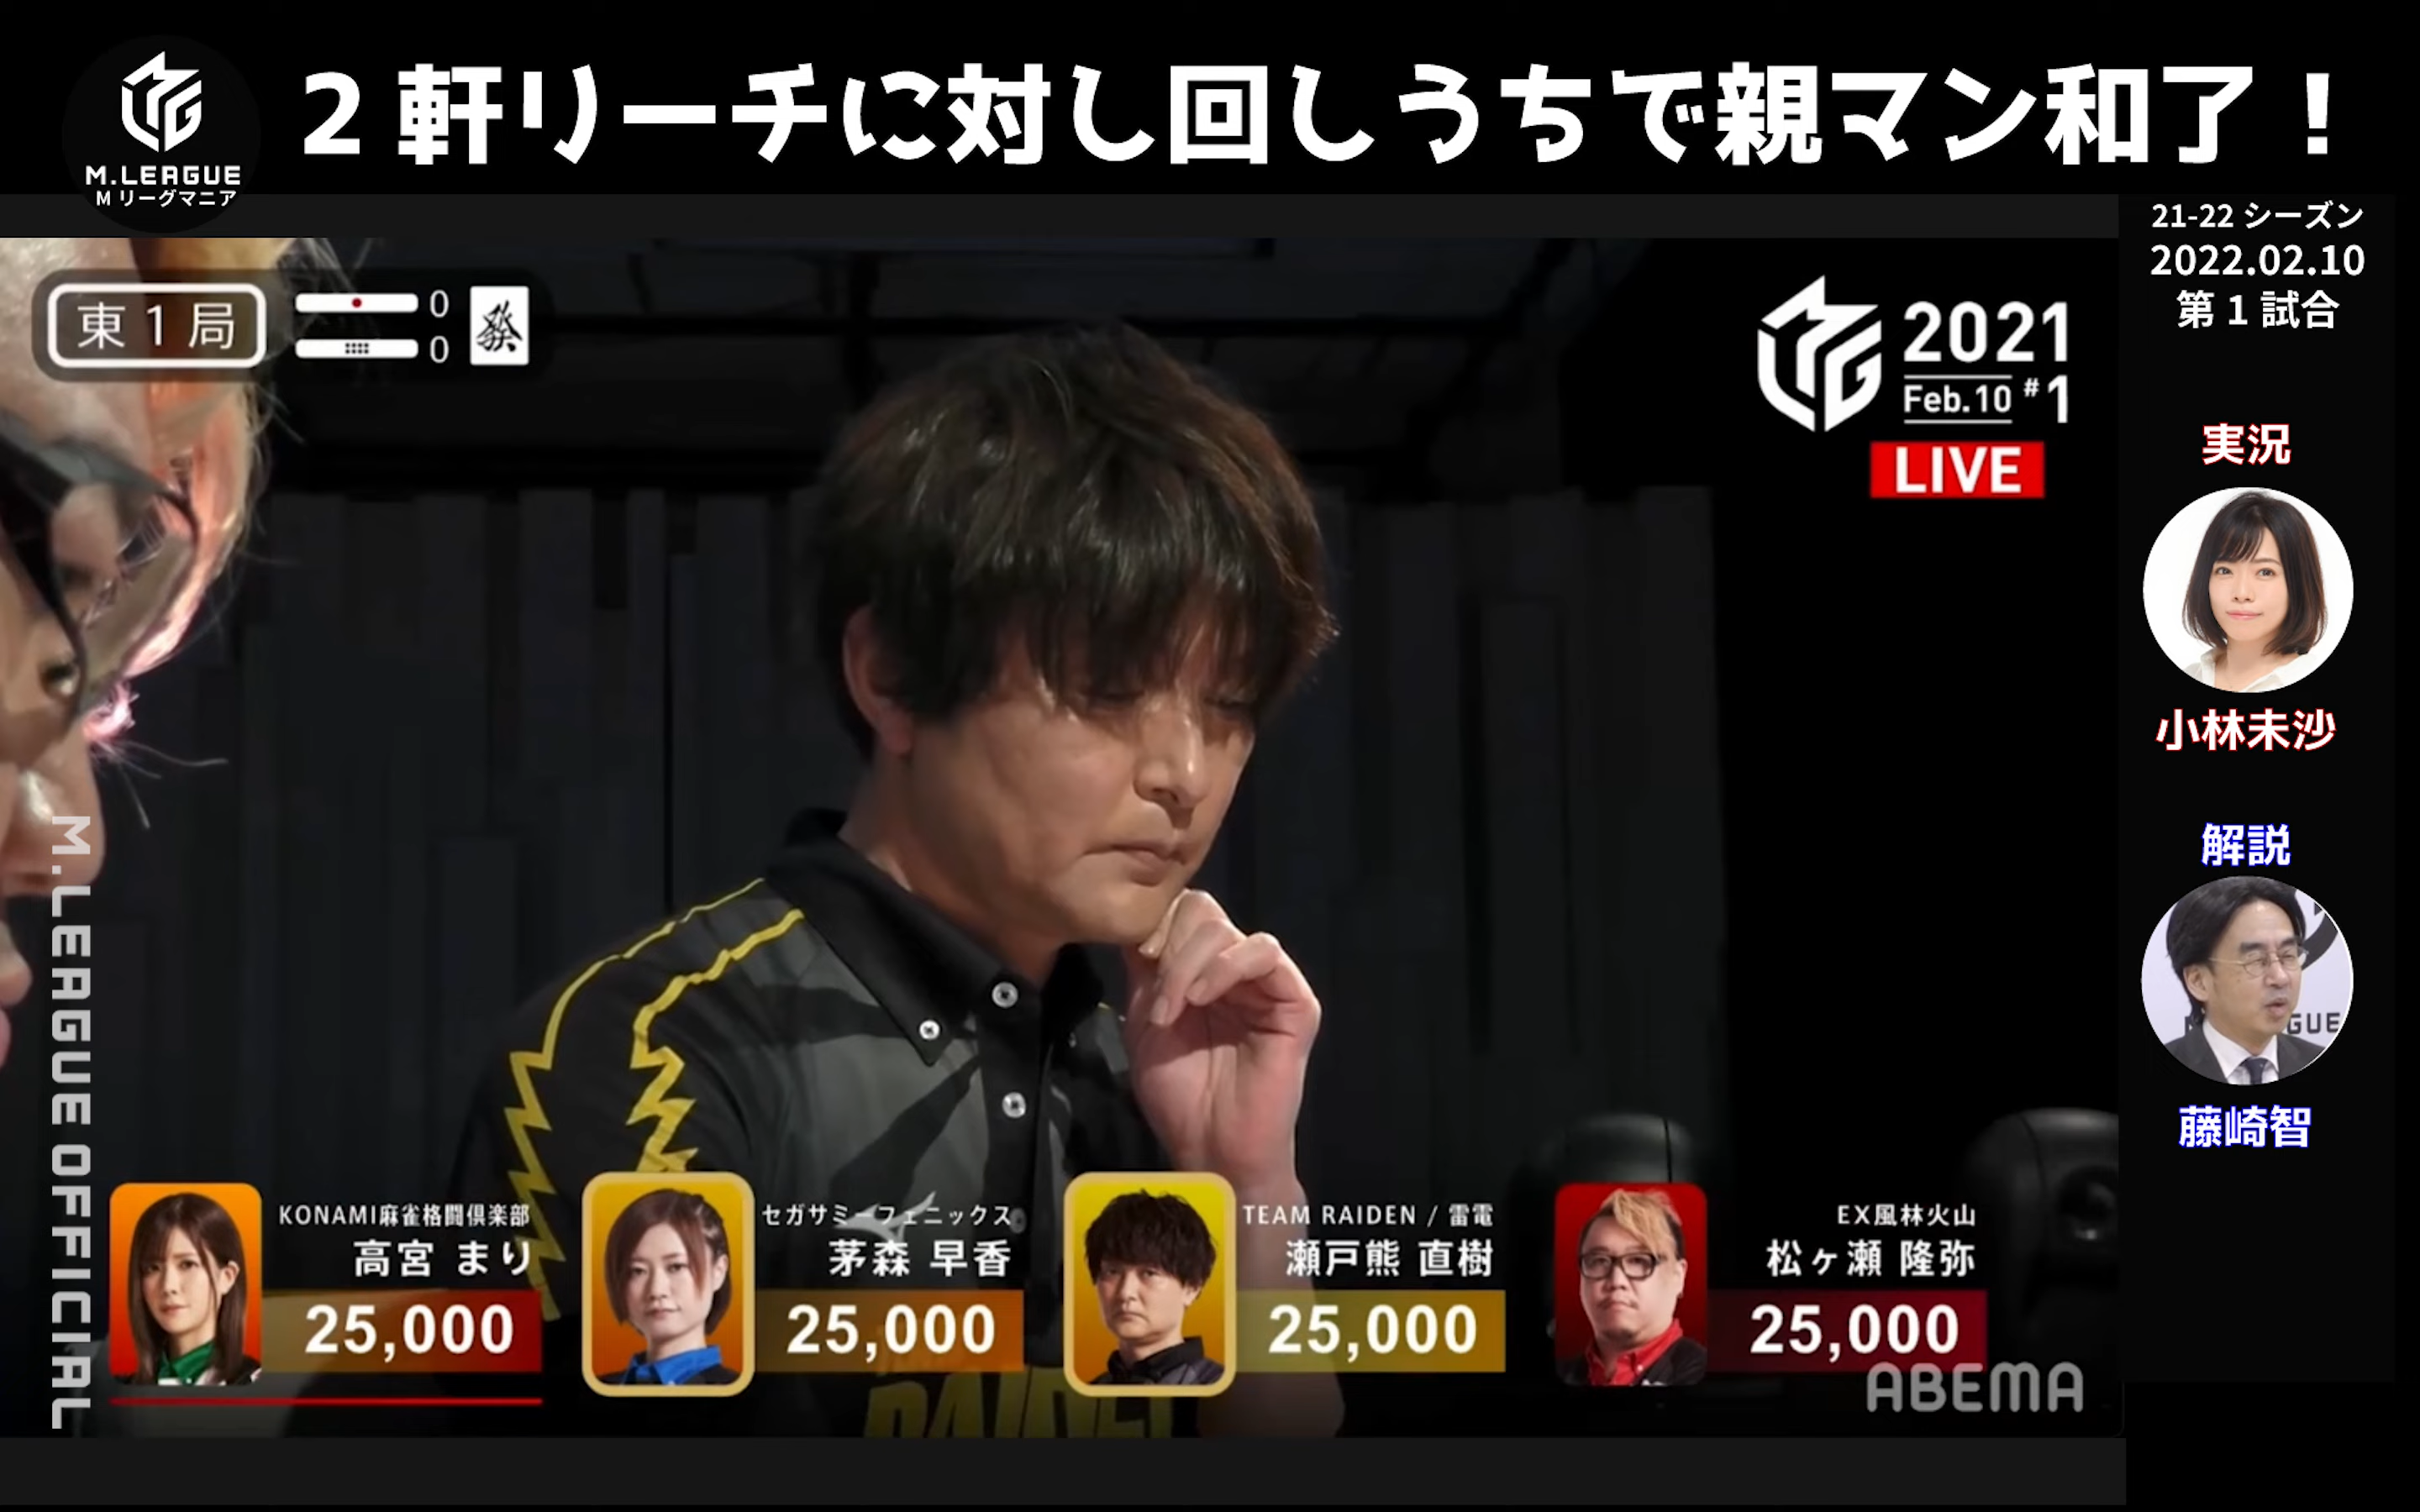 2軒リーチに対し回しうちで親マン和了！
M.LEAGUE
Mリーグマニア
21-22 シーズン
2022.02.10
第1試合
実況
小林未沙
解説
GUE
藤崎智
東1局
0
0
發
2021
Feb.10 #1
LIVE
M.LEAGUE OFFICIAL
KONAMI麻雀格闘倶楽部
高宮 まり
25,000
セガサミーフェニックス
茅森 早香
25,000
TEAM RAIDEN / 雷電
瀬戸熊 直樹
25,000
EX風林火山
松ヶ瀬 隆弥
25,000
ABEMA
RAIDEN